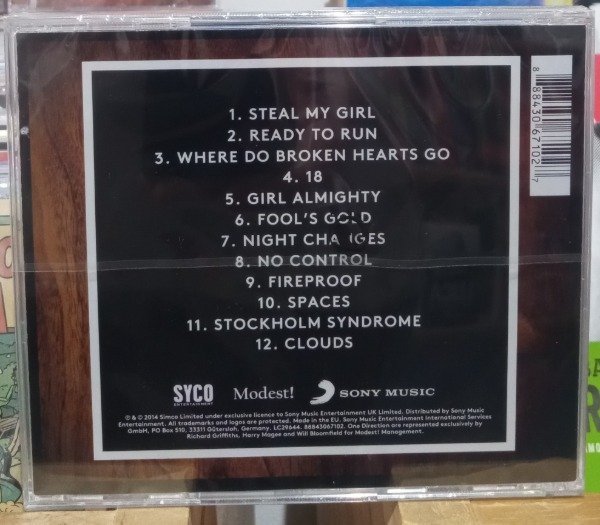 1. STEAL MY GIRL
2. READY TO RUN
3. WHERE DO BROKEN HEARTS GO
4. 18
5. GIRL ALMIGHTY
6. FOOL'S GOLD
7. NIGHT CHANGES
8. NO CONTROL
9. FIREPROOF
10. SPACES
11. STOCKHOLM SYNDROME
12. CLOUDS
8 88430 67102 7
SYCO
ENTERTAINMENT
Modest!
SONY MUSIC
℗ & © 2014 Simco Limited under exclusive licence to Sony Music Entertainment UK Limited. Distributed by Sony Music
Entertainment. All trademarks and logos are protected. Made in the EU. Sony Music Entertainment International Services
GmbH, PO Box 510, 33311 Gütersloh, Germany. LC29644. 88843067102. One Direction are represented exclusively by
Richard Griffiths, Harry Magee and Will Bloomfield for Modest! Management.